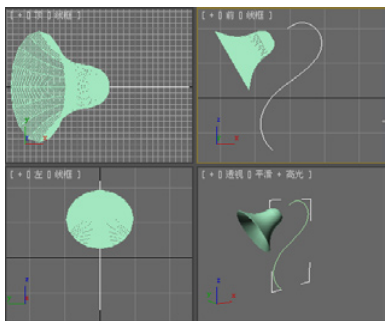 [ + 0 顶 0 线框 ]
[ + 0 前 0 线框 ]
[ + 0 左 0 线框 ]
[ + 0 透视 0 平滑 + 高光 ]